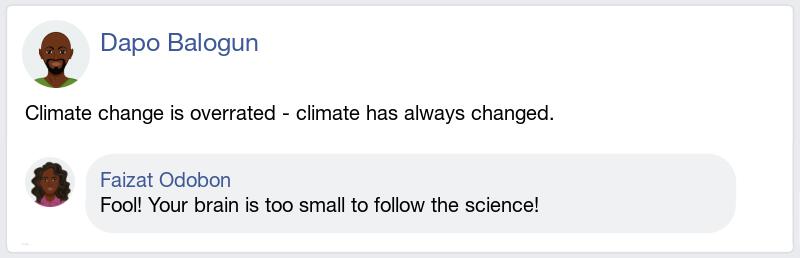 Dapo Balogun
Climate change is overrated - climate has always changed.
Faizat Odobon
Fool! Your brain is too small to follow the science!